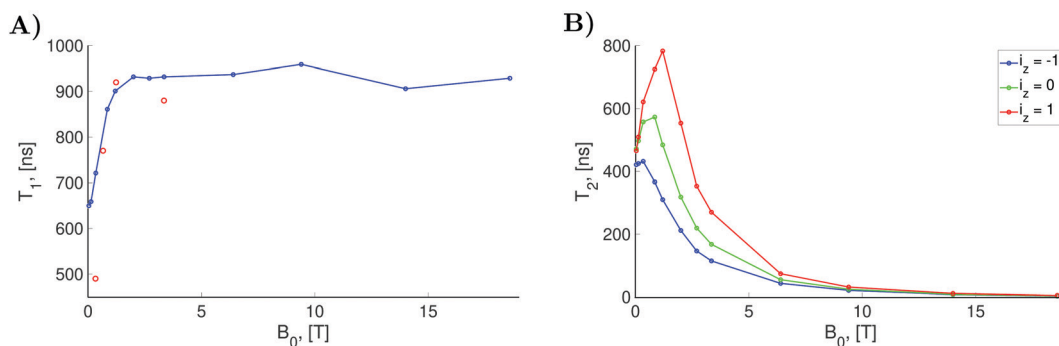 A)
1000
900
800
700
600
500
T1, [ns]
0
5
10
15
B0, [T]
B)
800
600
400
200
0
T2, [ns]
0
5
10
15
B0, [T]
iz = -1
iz = 0
iz = 1